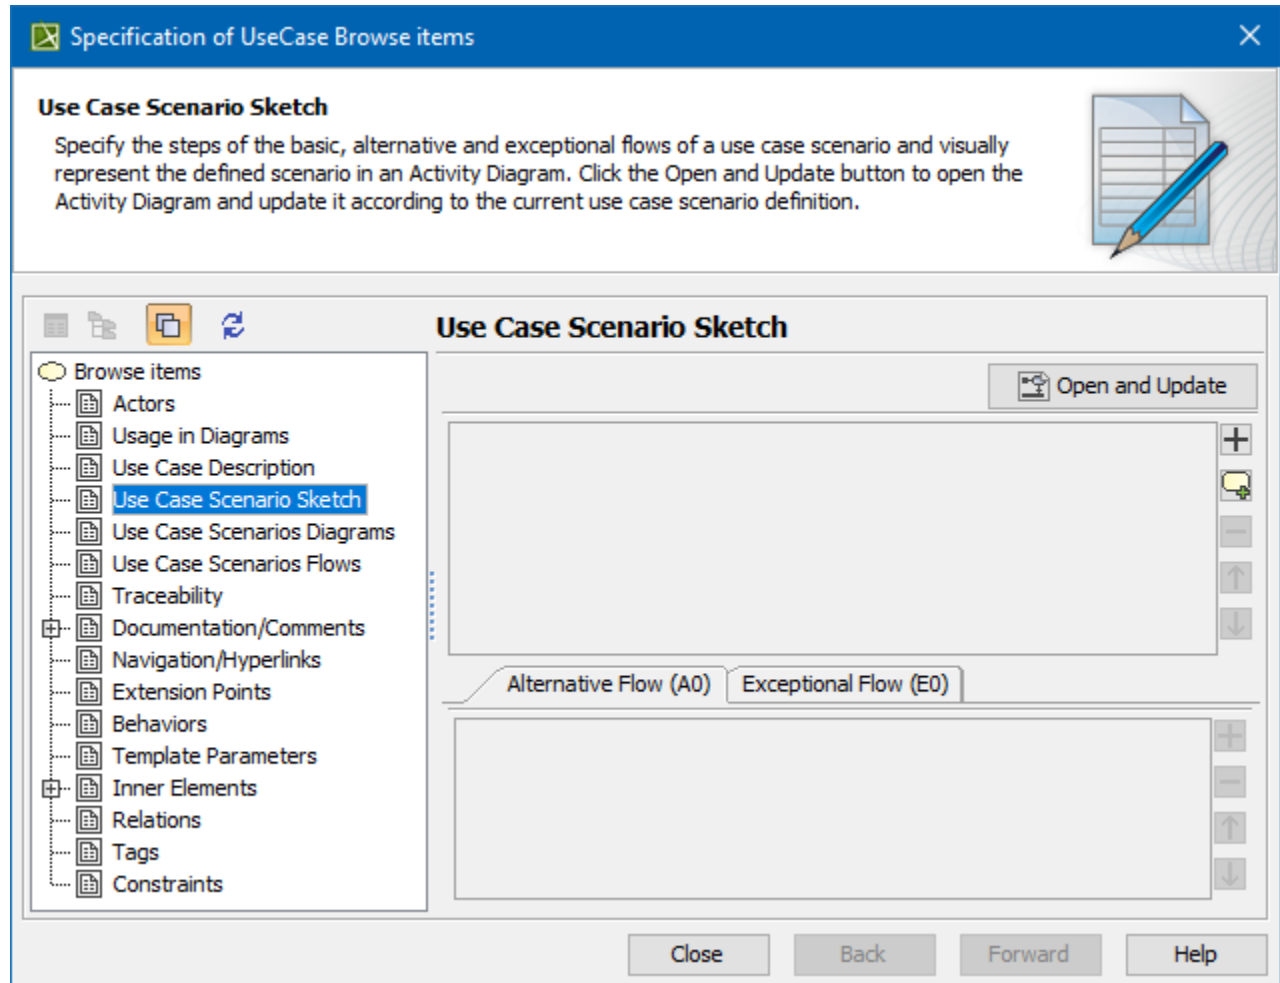 Specification of UseCase Browse items
Use Case Scenario Sketch
Specify the steps of the basic, alternative and exceptional flows of a use case scenario and visually
represent the defined scenario in an Activity Diagram. Click the Open and Update button to open the
Activity Diagram and update it according to the current use case scenario definition.
Use Case Scenario Sketch
Browse items
Actors
Usage in Diagrams
Use Case Description
Use Case Scenario Sketch
Use Case Scenarios Diagrams
Use Case Scenarios Flows
Traceability
Documentation/Comments
Navigation/Hyperlinks
Extension Points
Behaviors
Template Parameters
Inner Elements
Relations
Tags
Constraints
Open and Update
Alternative Flow (A0) Exceptional Flow (E0)
Close Back Forward Help